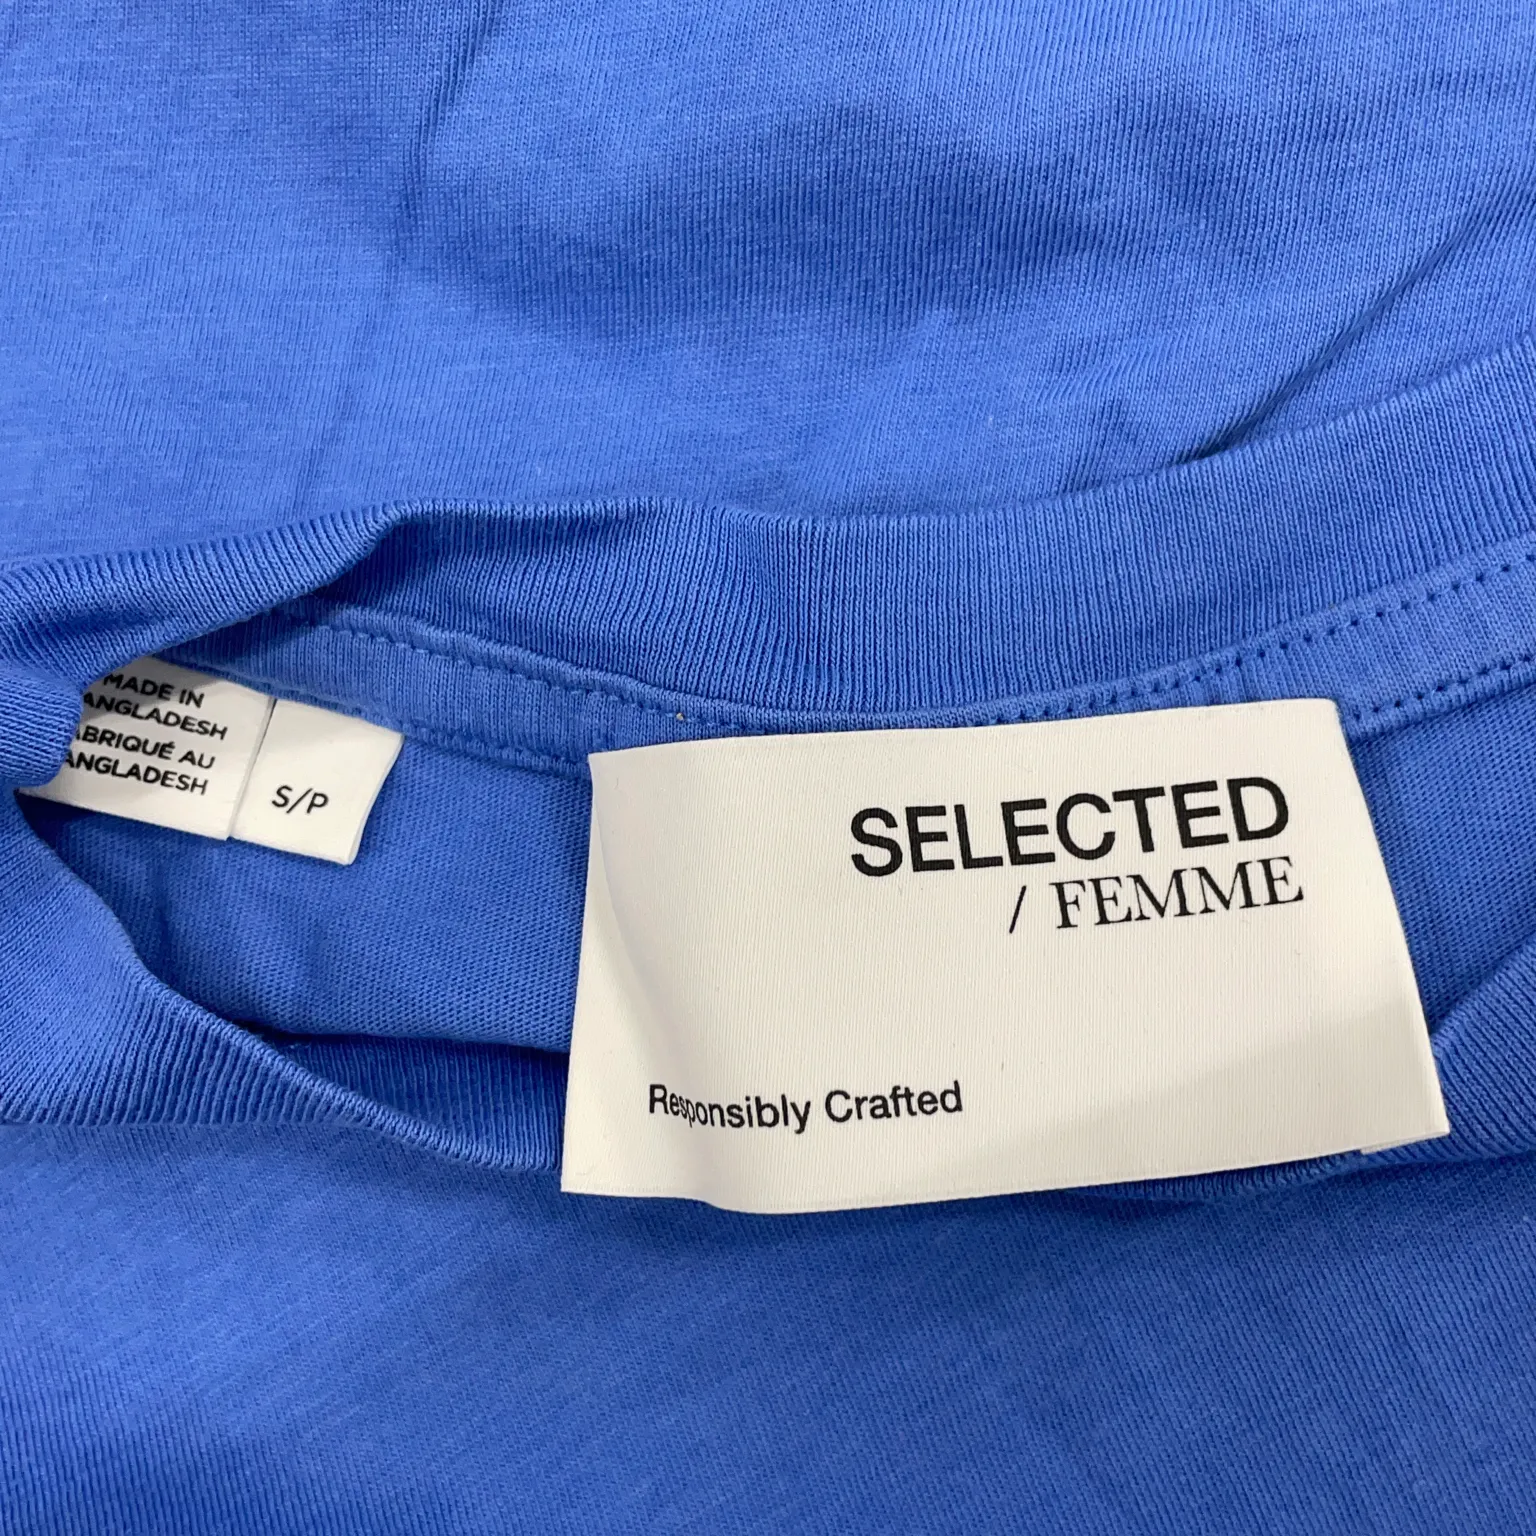 MADE IN
ANGLADESH
ABRIQUÉ AU
ANGLADESH
S/P
SELECTED
/ FEMME
Responsibly Crafted